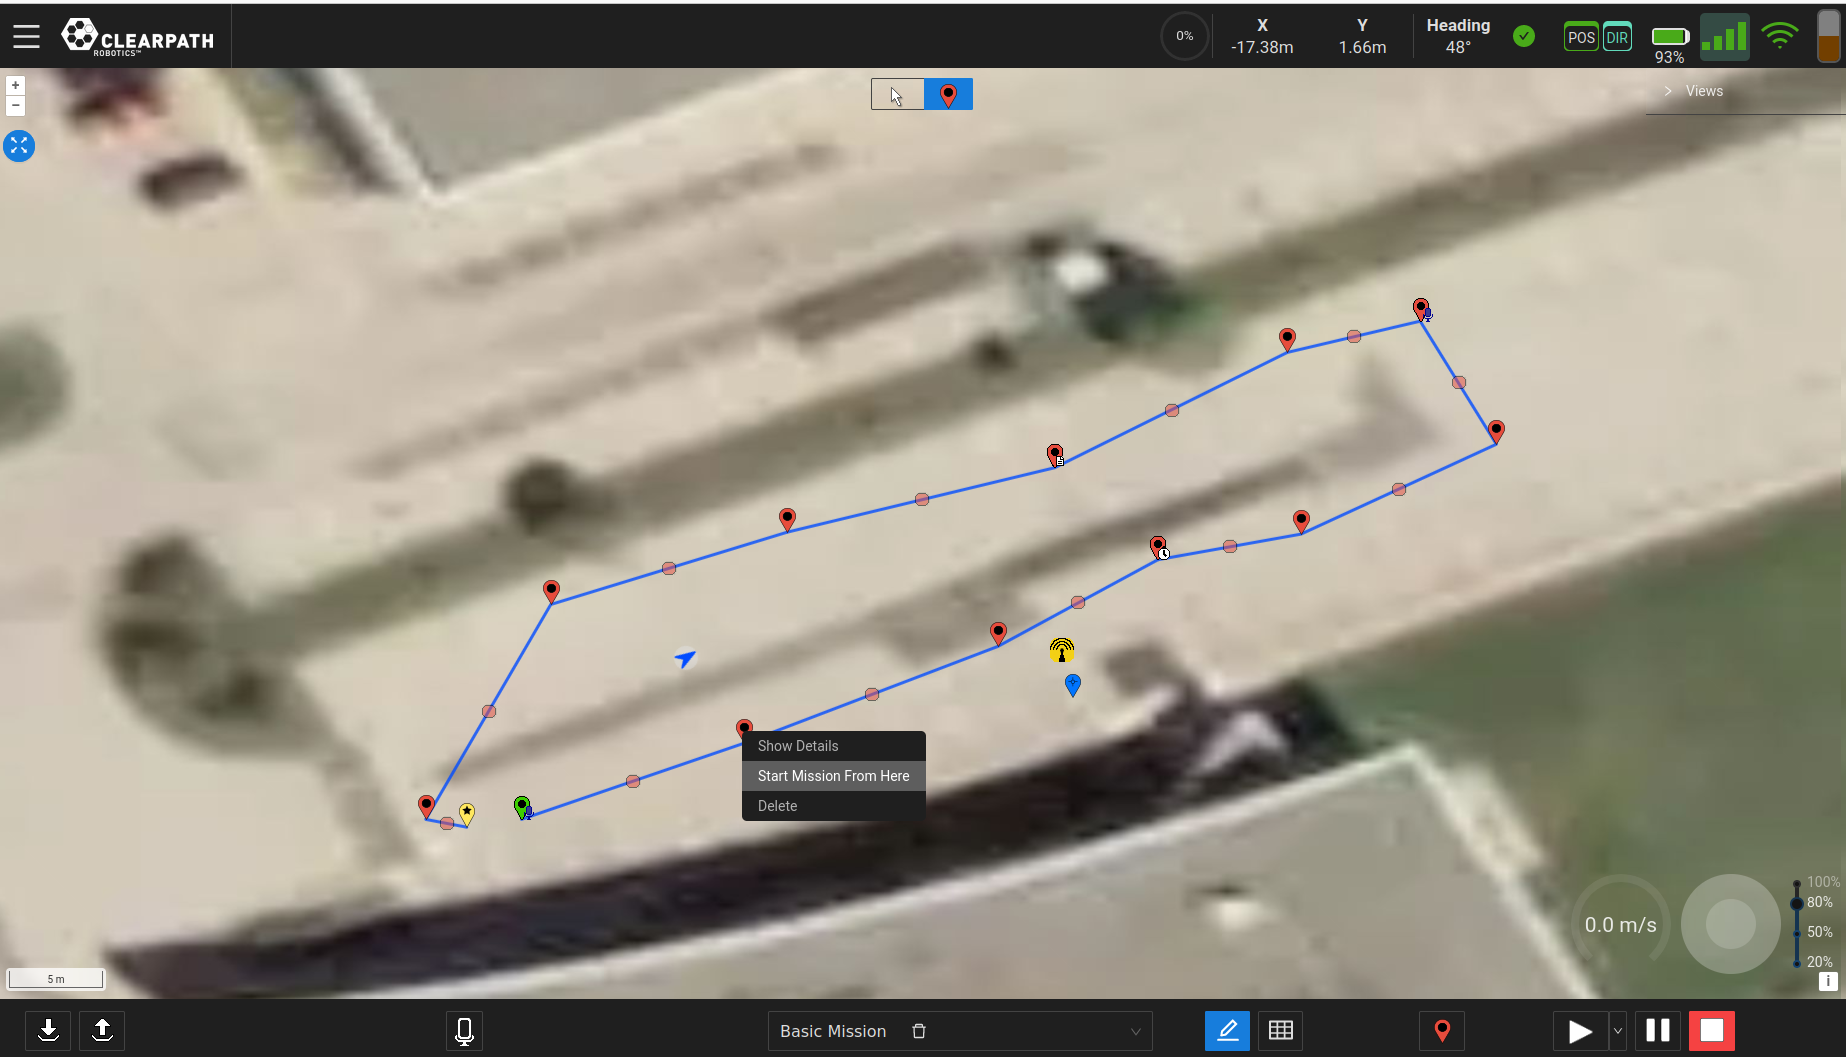 CLEARPATH
ROBOTICS™
0%
X
-17.38m
Y
1.66m
Heading
48°
POS
DIR
93%
+
−
Views
Show Details
Start Mission From Here
Delete
0.0 m/s
100%
80%
50%
20%
5 m
i
Basic Mission